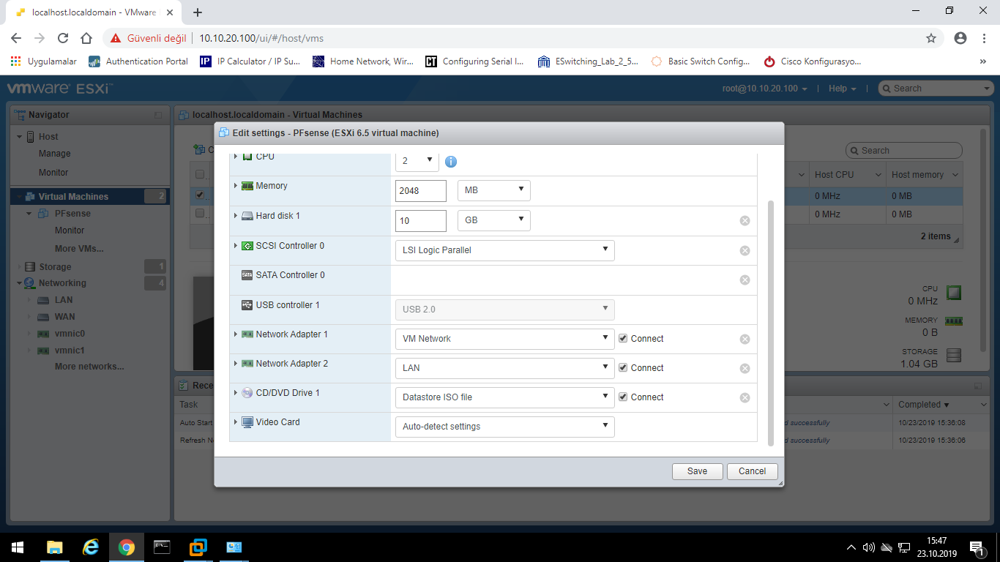 localhost.localdomain - VMware
Güvenli değil 10.10.20.100/ui/#/host/vms
Uygulamalar Authentication Portal IP IP Calculator / IP Su... Home Network, Wir... CT Configuring Serial I... ESwitching_Lab_2_5... Basic Switch Config... Cisco Konfigurasyo... »
vmware® ESXi™ root@10.10.20.100 | Help | Search
Navigator
localhost.localdomain - Virtual Machines
Host
Manage
Monitor
Virtual Machines 2
PFsense
Monitor
More VMs...
Storage 1
Networking 4
LAN
WAN
vmnic0
vmnic1
More networks...
Search
Host CPU Host memory
0 MHz 0 MB
0 MHz 0 MB
2 items
CPU
0 MHz
MEMORY
0 B
STORAGE
1.04 GB
Edit settings - PFsense (ESXi 6.5 virtual machine)
CPU 2
Memory 2048 MB
Hard disk 1 10 GB
SCSI Controller 0 LSI Logic Parallel
SATA SATA Controller 0
USB controller 1 USB 2.0
Network Adapter 1 VM Network Connect
Network Adapter 2 LAN Connect
CD/DVD Drive 1 Datastore ISO file Connect
Video Card Auto-detect settings
Save Cancel
Rece
Task Completed
Auto Start d successfully 10/23/2019 15:36:08
Refresh N d successfully 10/23/2019 15:36:06
15:47
23.10.2019
1